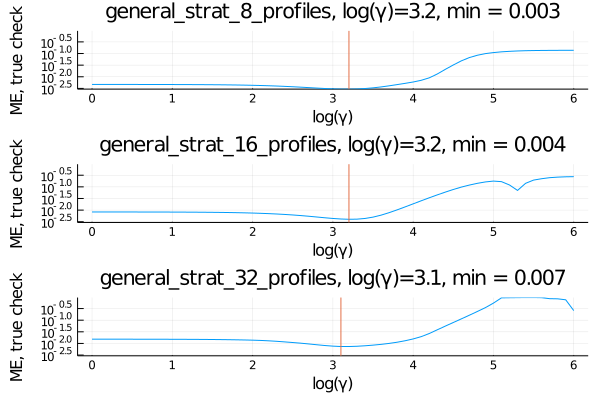 general_strat_8_profiles, log(γ)=3.2, min = 0.003
ME, true check
10^-0.5
10^-1.0
10^-1.5
10^-2.0
10^-2.5
0 1 2 3 4 5 6
log(γ)
general_strat_16_profiles, log(γ)=3.2, min = 0.004
ME, true check
10^-0.5
10^-1.0
10^-1.5
10^-2.0
10^-2.5
0 1 2 3 4 5 6
log(γ)
general_strat_32_profiles, log(γ)=3.1, min = 0.007
ME, true check
10^-0.5
10^-1.0
10^-1.5
10^-2.0
10^-2.5
0 1 2 3 4 5 6
log(γ)